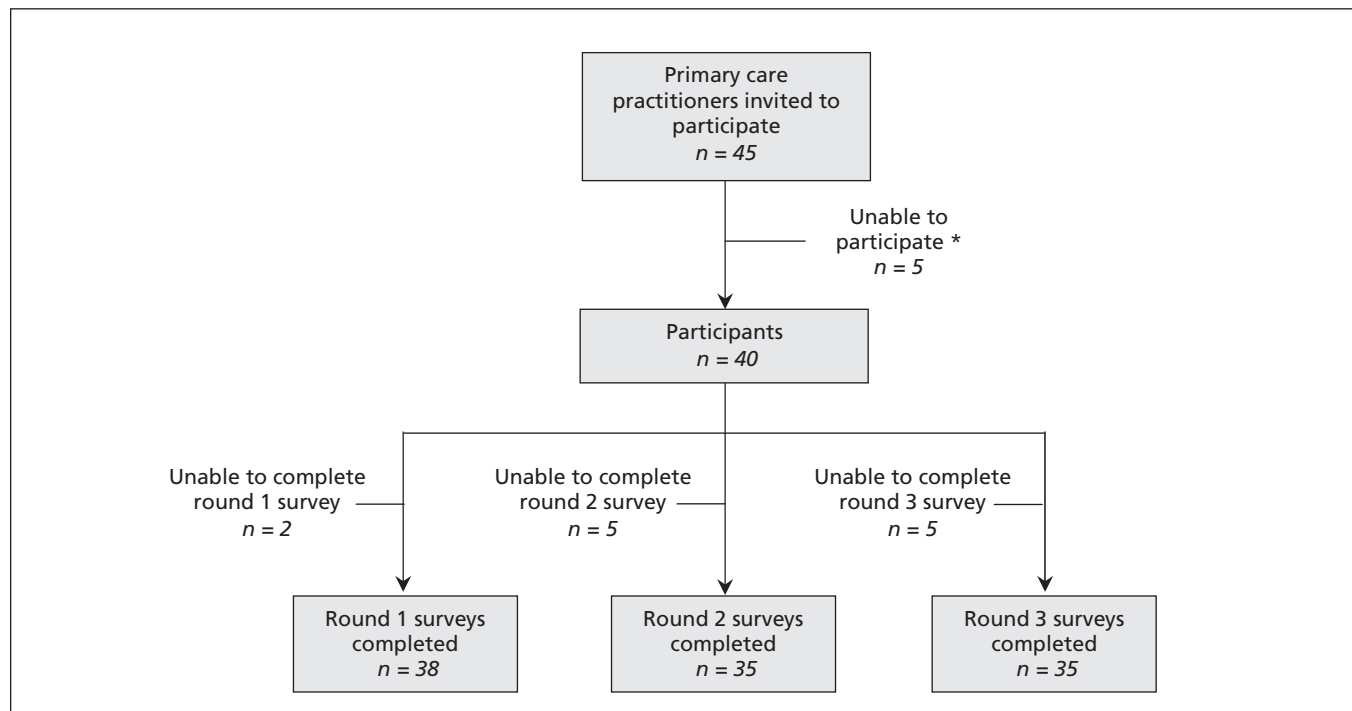 Primary care
practitioners invited to
participate
n = 45
Unable to
participate *
n = 5
Participants
n = 40
Unable to complete
round 1 survey
n = 2
Unable to complete
round 2 survey
n = 5
Unable to complete
round 3 survey
n = 5
Round 1 surveys
completed
n = 38
Round 2 surveys
completed
n = 35
Round 3 surveys
completed
n = 35